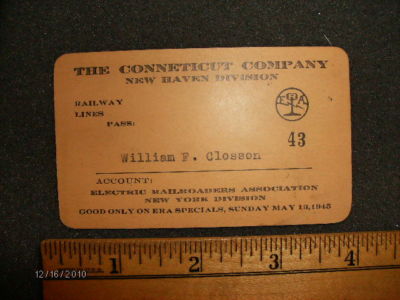 THE CONNETICUT COMPANY
NEW HAVEN DIVISION
RAILWAY
LINES
PASS:
ERA
43
William F. Closson
ACCOUNT:
ELECTRIC RAILROADERS ASSOCIATION
NEW YORK DIVISION
GOOD ONLY ON ERA SPECIALS, SUNDAY MAY 13, 1945
1 2 3 4
12/16/2010